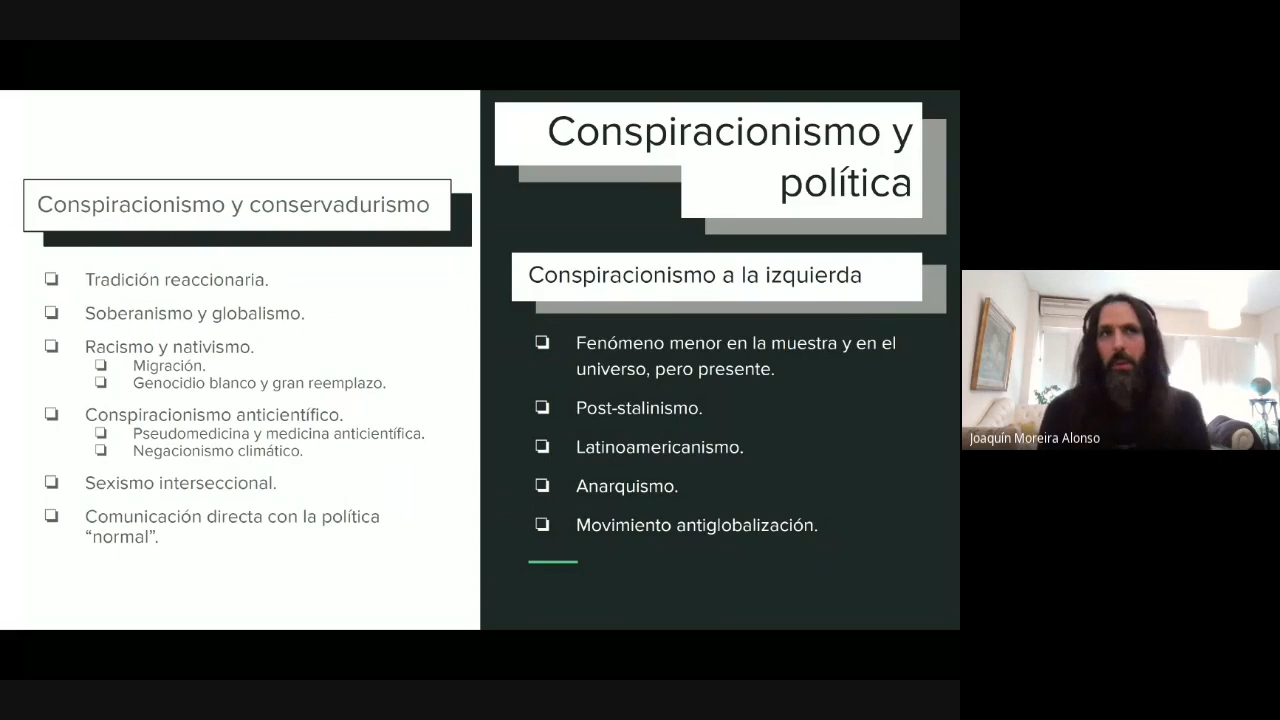 Conspiracionismo y
política
Conspiracionismo y conservadurismo
Tradición reaccionaria.
Soberanismo y globalismo.
Racismo y nativismo.
Migración.
Genocidio blanco y gran reemplazo.
Conspiracionismo anticientífico.
Pseudomedicina y medicina anticientífica.
Negacionismo climático.
Sexismo interseccional.
Comunicación directa con la política
“normal”.
Conspiracionismo a la izquierda
Fenómeno menor en la muestra y en el
universo, pero presente.
Post-stalinismo.
Latinoamericanismo.
Anarquismo.
Movimiento antiglobalización.
Joaquín Moreira Alonso